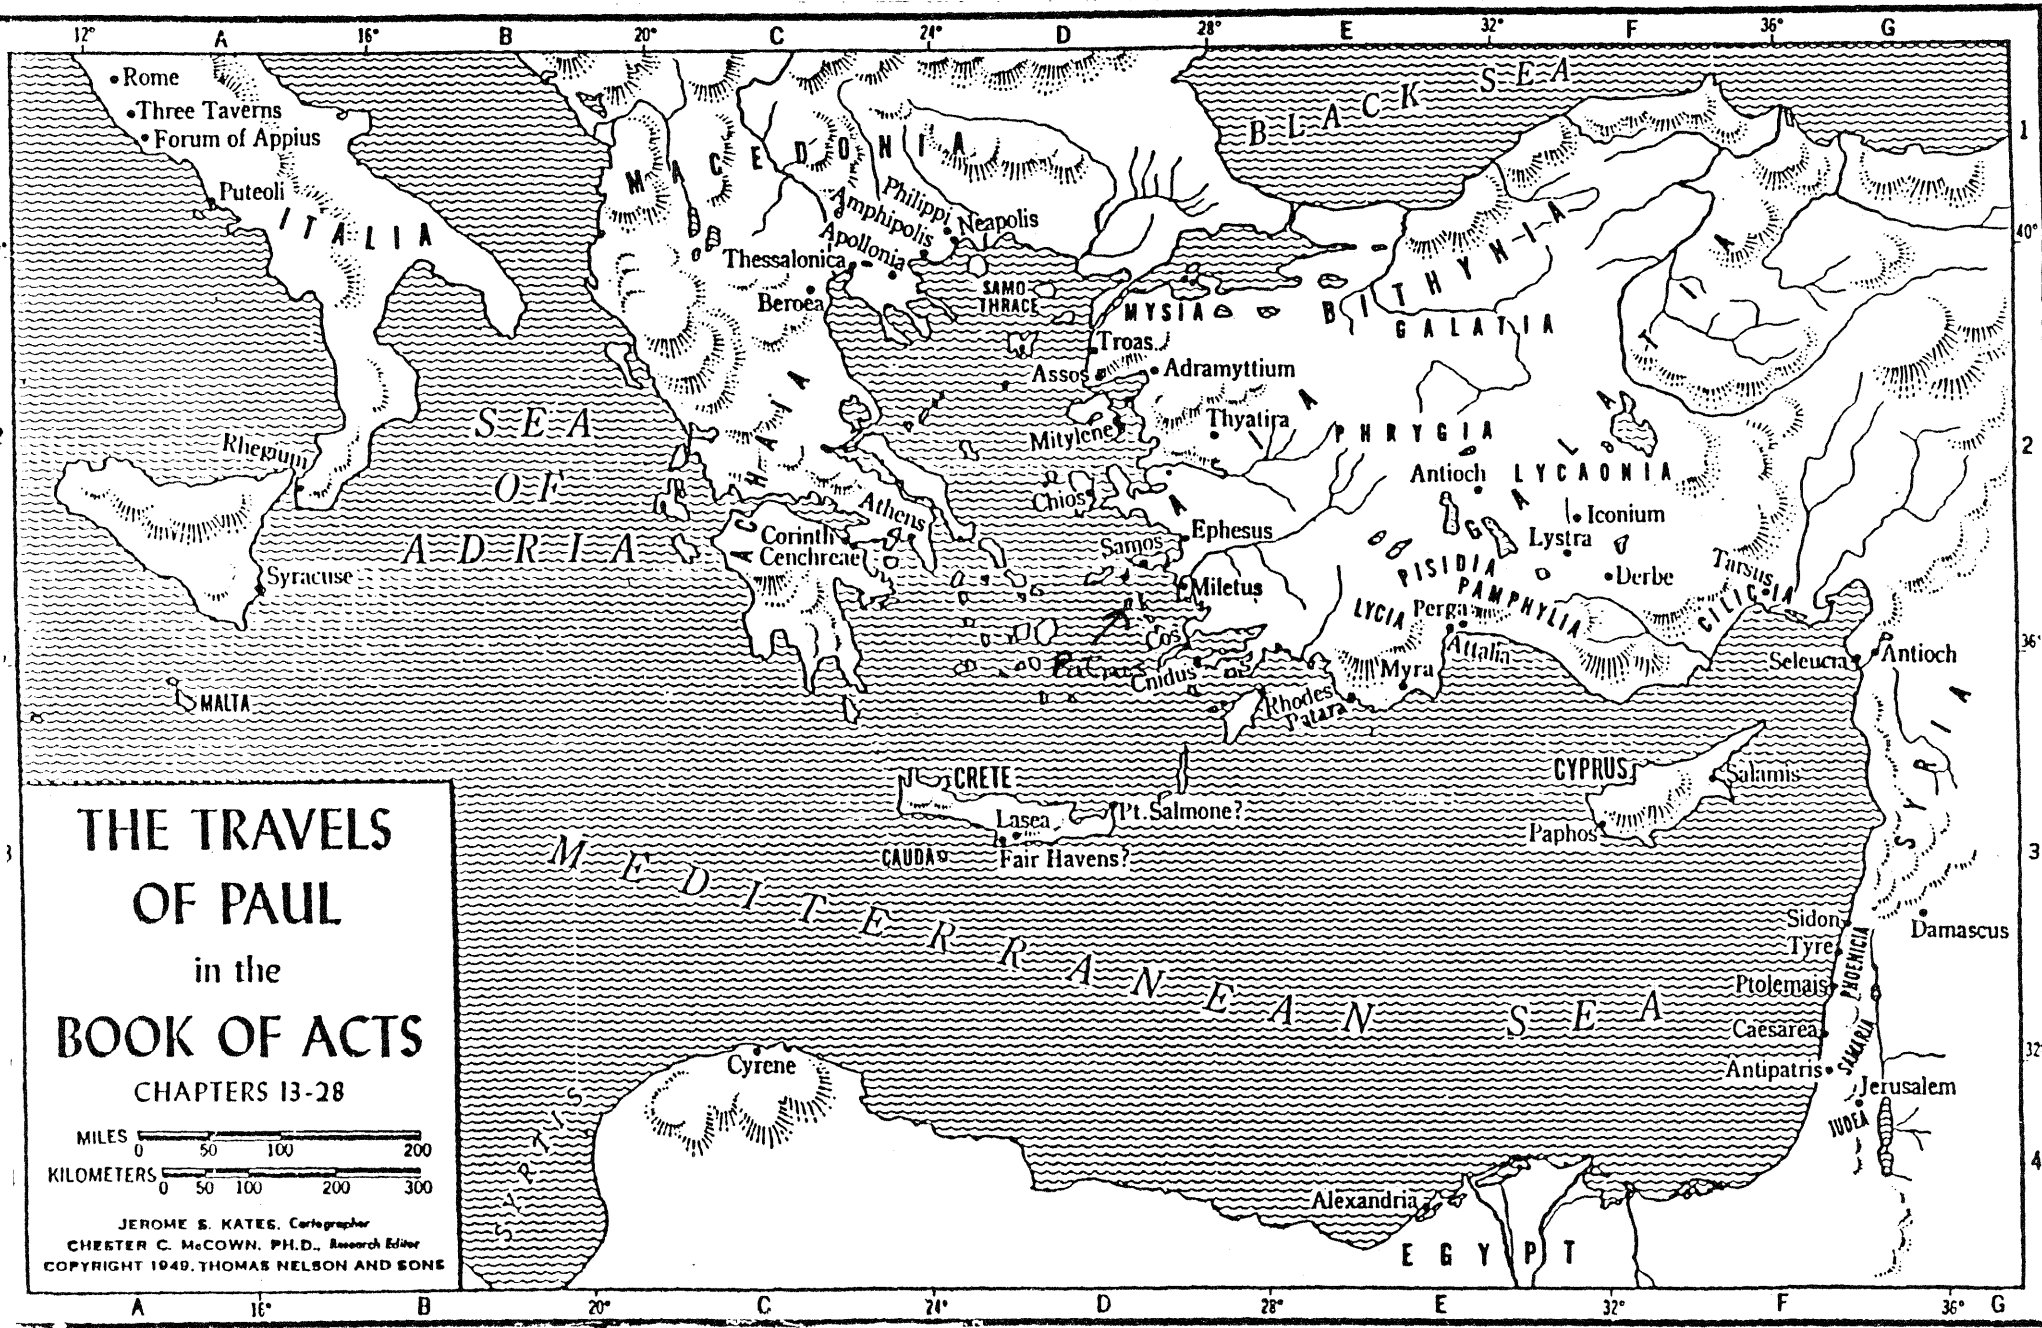 12° A 16° B 20° C 24° D 28° E 32° F 36° G
Rome
Three Taverns
Forum of Appius
Puteoli
ITALIA
Rhegium
Syracuse
MALTA
SEA
OF
ADRIA
MACEDONIA
Philippi
Amphipolis
Neapolis
Apollonia
Thessalonica
Beroea
SAMO
THRACE
ACHAIA
Athens
Corinth
Cenchreae
BLACK SEA
1
40°
BITHYNIA
MYSIA
GALATIA
Troas
Assos
Adramyttium
Mitylene
Thyatira
ASIA
PHRYGIA
GALATIA
2
Antioch
LYCAONIA
Chios
Ephesus
Iconium
Lystra
Samos
Derbe
Tarsus
PISIDIA
PAMPHYLIA
CILICIA
Miletus
LYCIA
Perga
Attalia
Cos
Cnidus
Myra
Rhodes
Patara
36°
Seleucia
Antioch
SYRIA
CRETE
Lasea
Pt. Salmone?
CAUDA
Fair Havens?
CYPRUS
Salamis
Paphos
3
3
MEDITERRANEAN SEA
Sidon
Damascus
Tyre
PHOENICIA
Ptolemais
Caesarea
SAMARIA
Antipatris
32°
Jerusalem
JUDEA
4
Cyrene
SYRTIS
Alexandria
EGYPT
THE TRAVELS
OF PAUL
in the
BOOK OF ACTS
CHAPTERS 13-28
MILES 0 50 100 200
KILOMETERS 0 50 100 200 300
JEROME S. KATES, Cartographer
CHESTER C. McCOWN, PH.D., Research Editor
COPYRIGHT 1949, THOMAS NELSON AND SONS
A 16° B 20° C 24° D 28° E 32° F 36° G